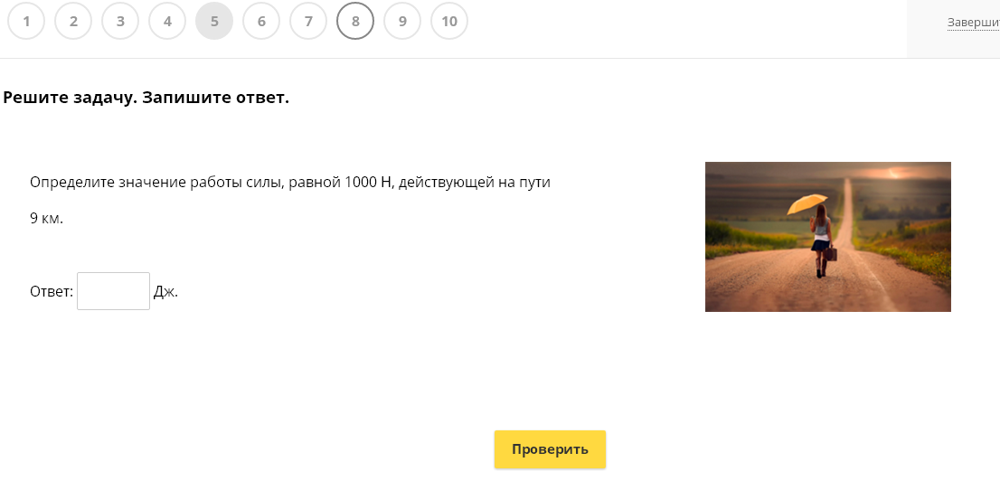 1 2 3 4 5 6 7 8 9 10
Решите задачу. Запишите ответ.
Определите значение работы силы, равной 1000 Н, действующей на пути
9 км.
Ответ: Дж.
Проверить